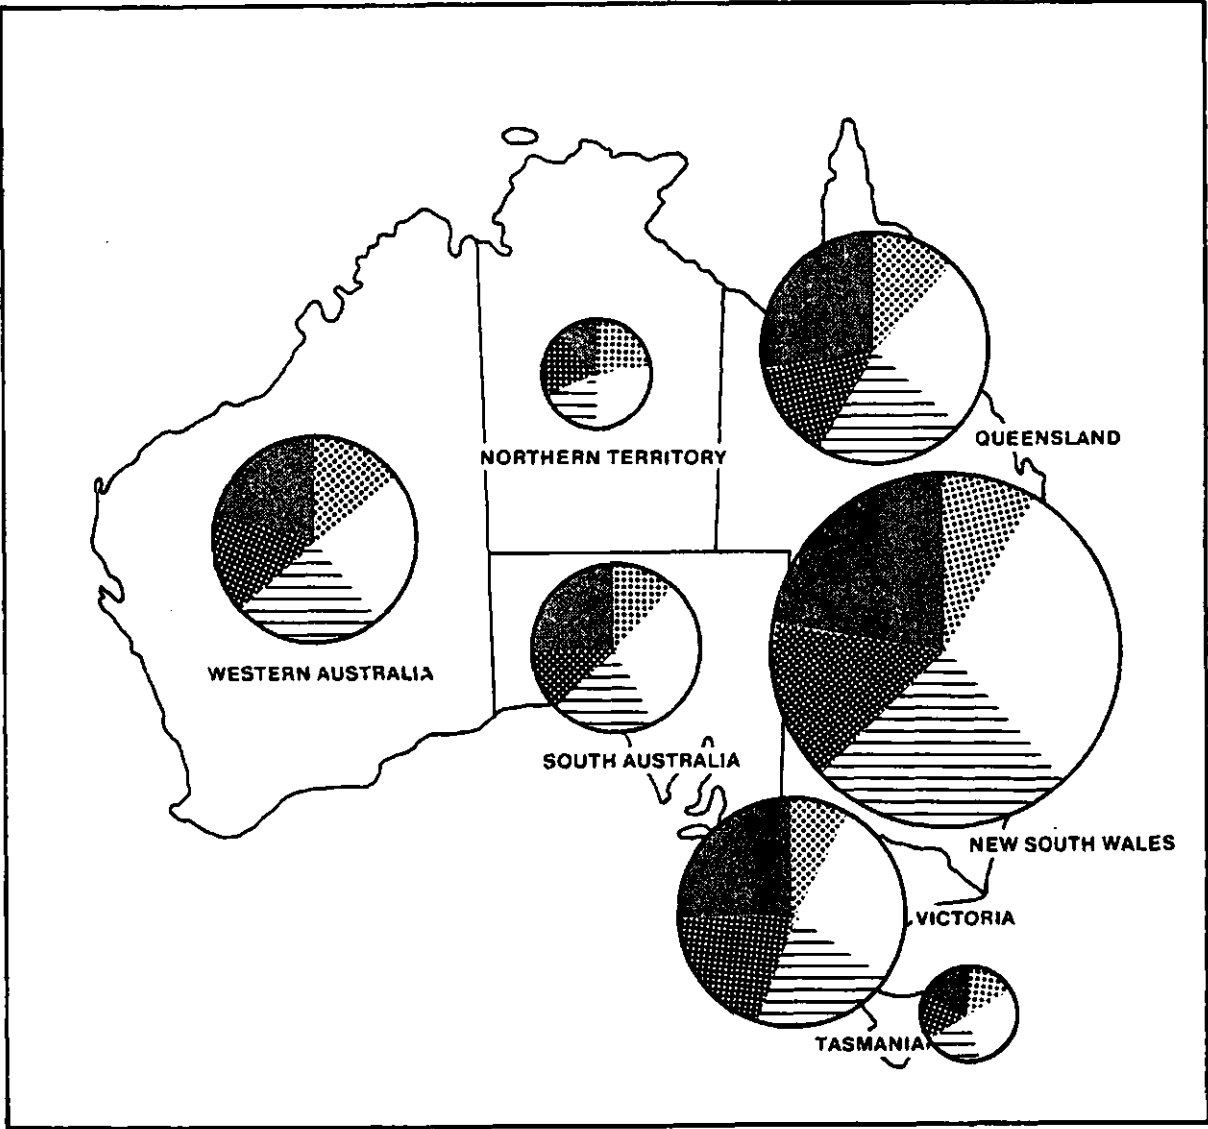 QUEENSLAND
NORTHERN TERRITORY
WESTERN AUSTRALIA
SOUTH AUSTRALIA
NEW SOUTH WALES
VICTORIA
TASMANIA